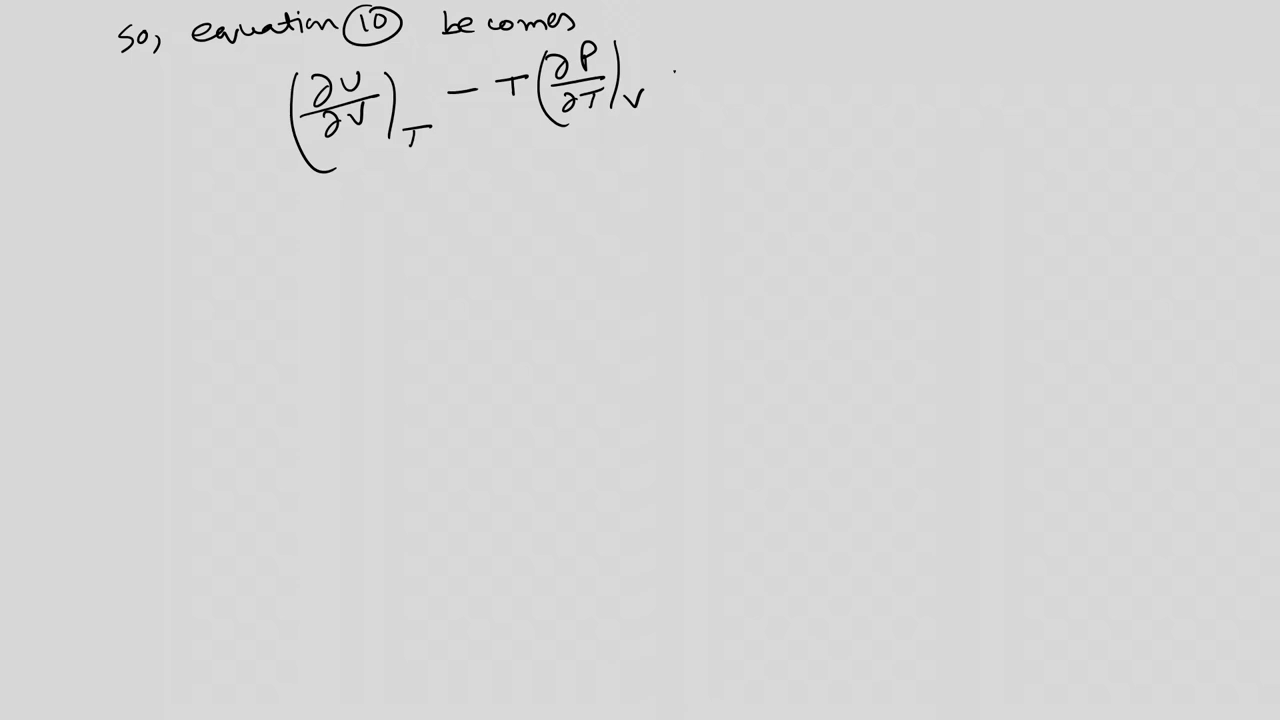 so, equation ⑩ becomes
(∂U/∂V)_T - T(∂P/∂T)_V